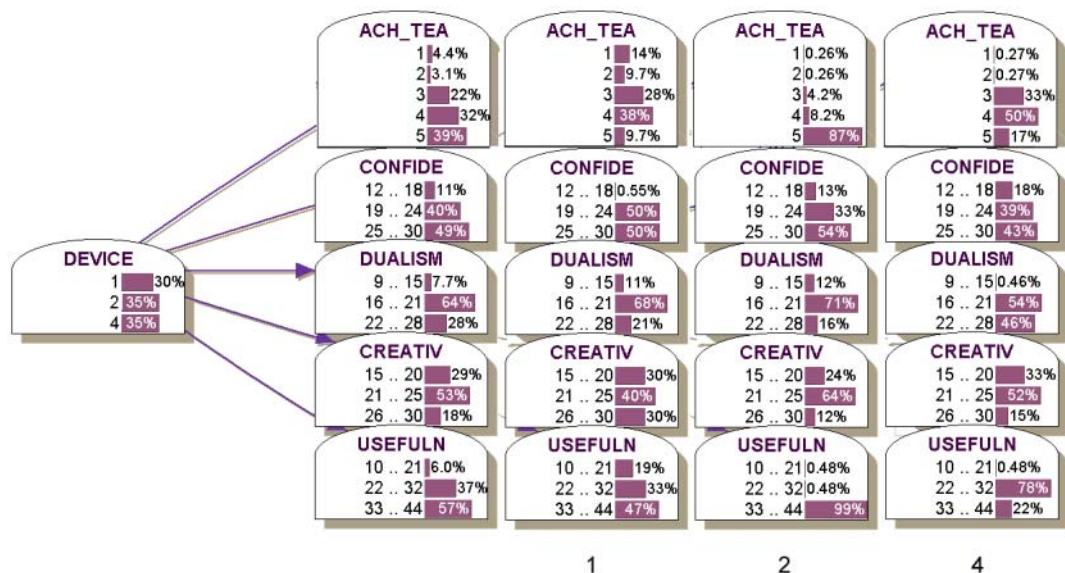 ACH_TEA ACH_TEA ACH_TEA ACH_TEA
1 4.4% 1 14% 1 0.26% 1 0.27%
2 3.1% 2 9.7% 2 0.26% 2 0.27%
3 22% 3 28% 3 4.2% 3 33%
4 32% 4 38% 4 8.2% 4 50%
5 39% 5 9.7% 5 87% 5 17%
CONFIDE CONFIDE CONFIDE CONFIDE
12 .. 18 11% 12 .. 18 0.55% 12 .. 18 13% 12 .. 18 18%
19 .. 24 40% 19 .. 24 50% 19 .. 24 33% 19 .. 24 39%
25 .. 30 49% 25 .. 30 50% 25 .. 30 54% 25 .. 30 43%
DEVICE DUALISM DUALISM DUALISM DUALISM
1 30% 9 .. 15 7.7% 9 .. 15 11% 9 .. 15 12% 9 .. 15 0.46%
2 35% 16 .. 21 64% 16 .. 21 68% 16 .. 21 71% 16 .. 21 54%
4 35% 22 .. 28 28% 22 .. 28 21% 22 .. 28 16% 22 .. 28 46%
CREATIV CREATIV CREATIV CREATIV
15 .. 20 29% 15 .. 20 30% 15 .. 20 24% 15 .. 20 33%
21 .. 25 53% 21 .. 25 40% 21 .. 25 64% 21 .. 25 52%
26 .. 30 18% 26 .. 30 30% 26 .. 30 12% 26 .. 30 15%
USEFULN USEFULN USEFULN USEFULN
10 .. 21 6.0% 10 .. 21 19% 10 .. 21 0.48% 10 .. 21 0.48%
22 .. 32 37% 22 .. 32 33% 22 .. 32 0.48% 22 .. 32 78%
33 .. 44 57% 33 .. 44 47% 33 .. 44 99% 33 .. 44 22%
1 2 4